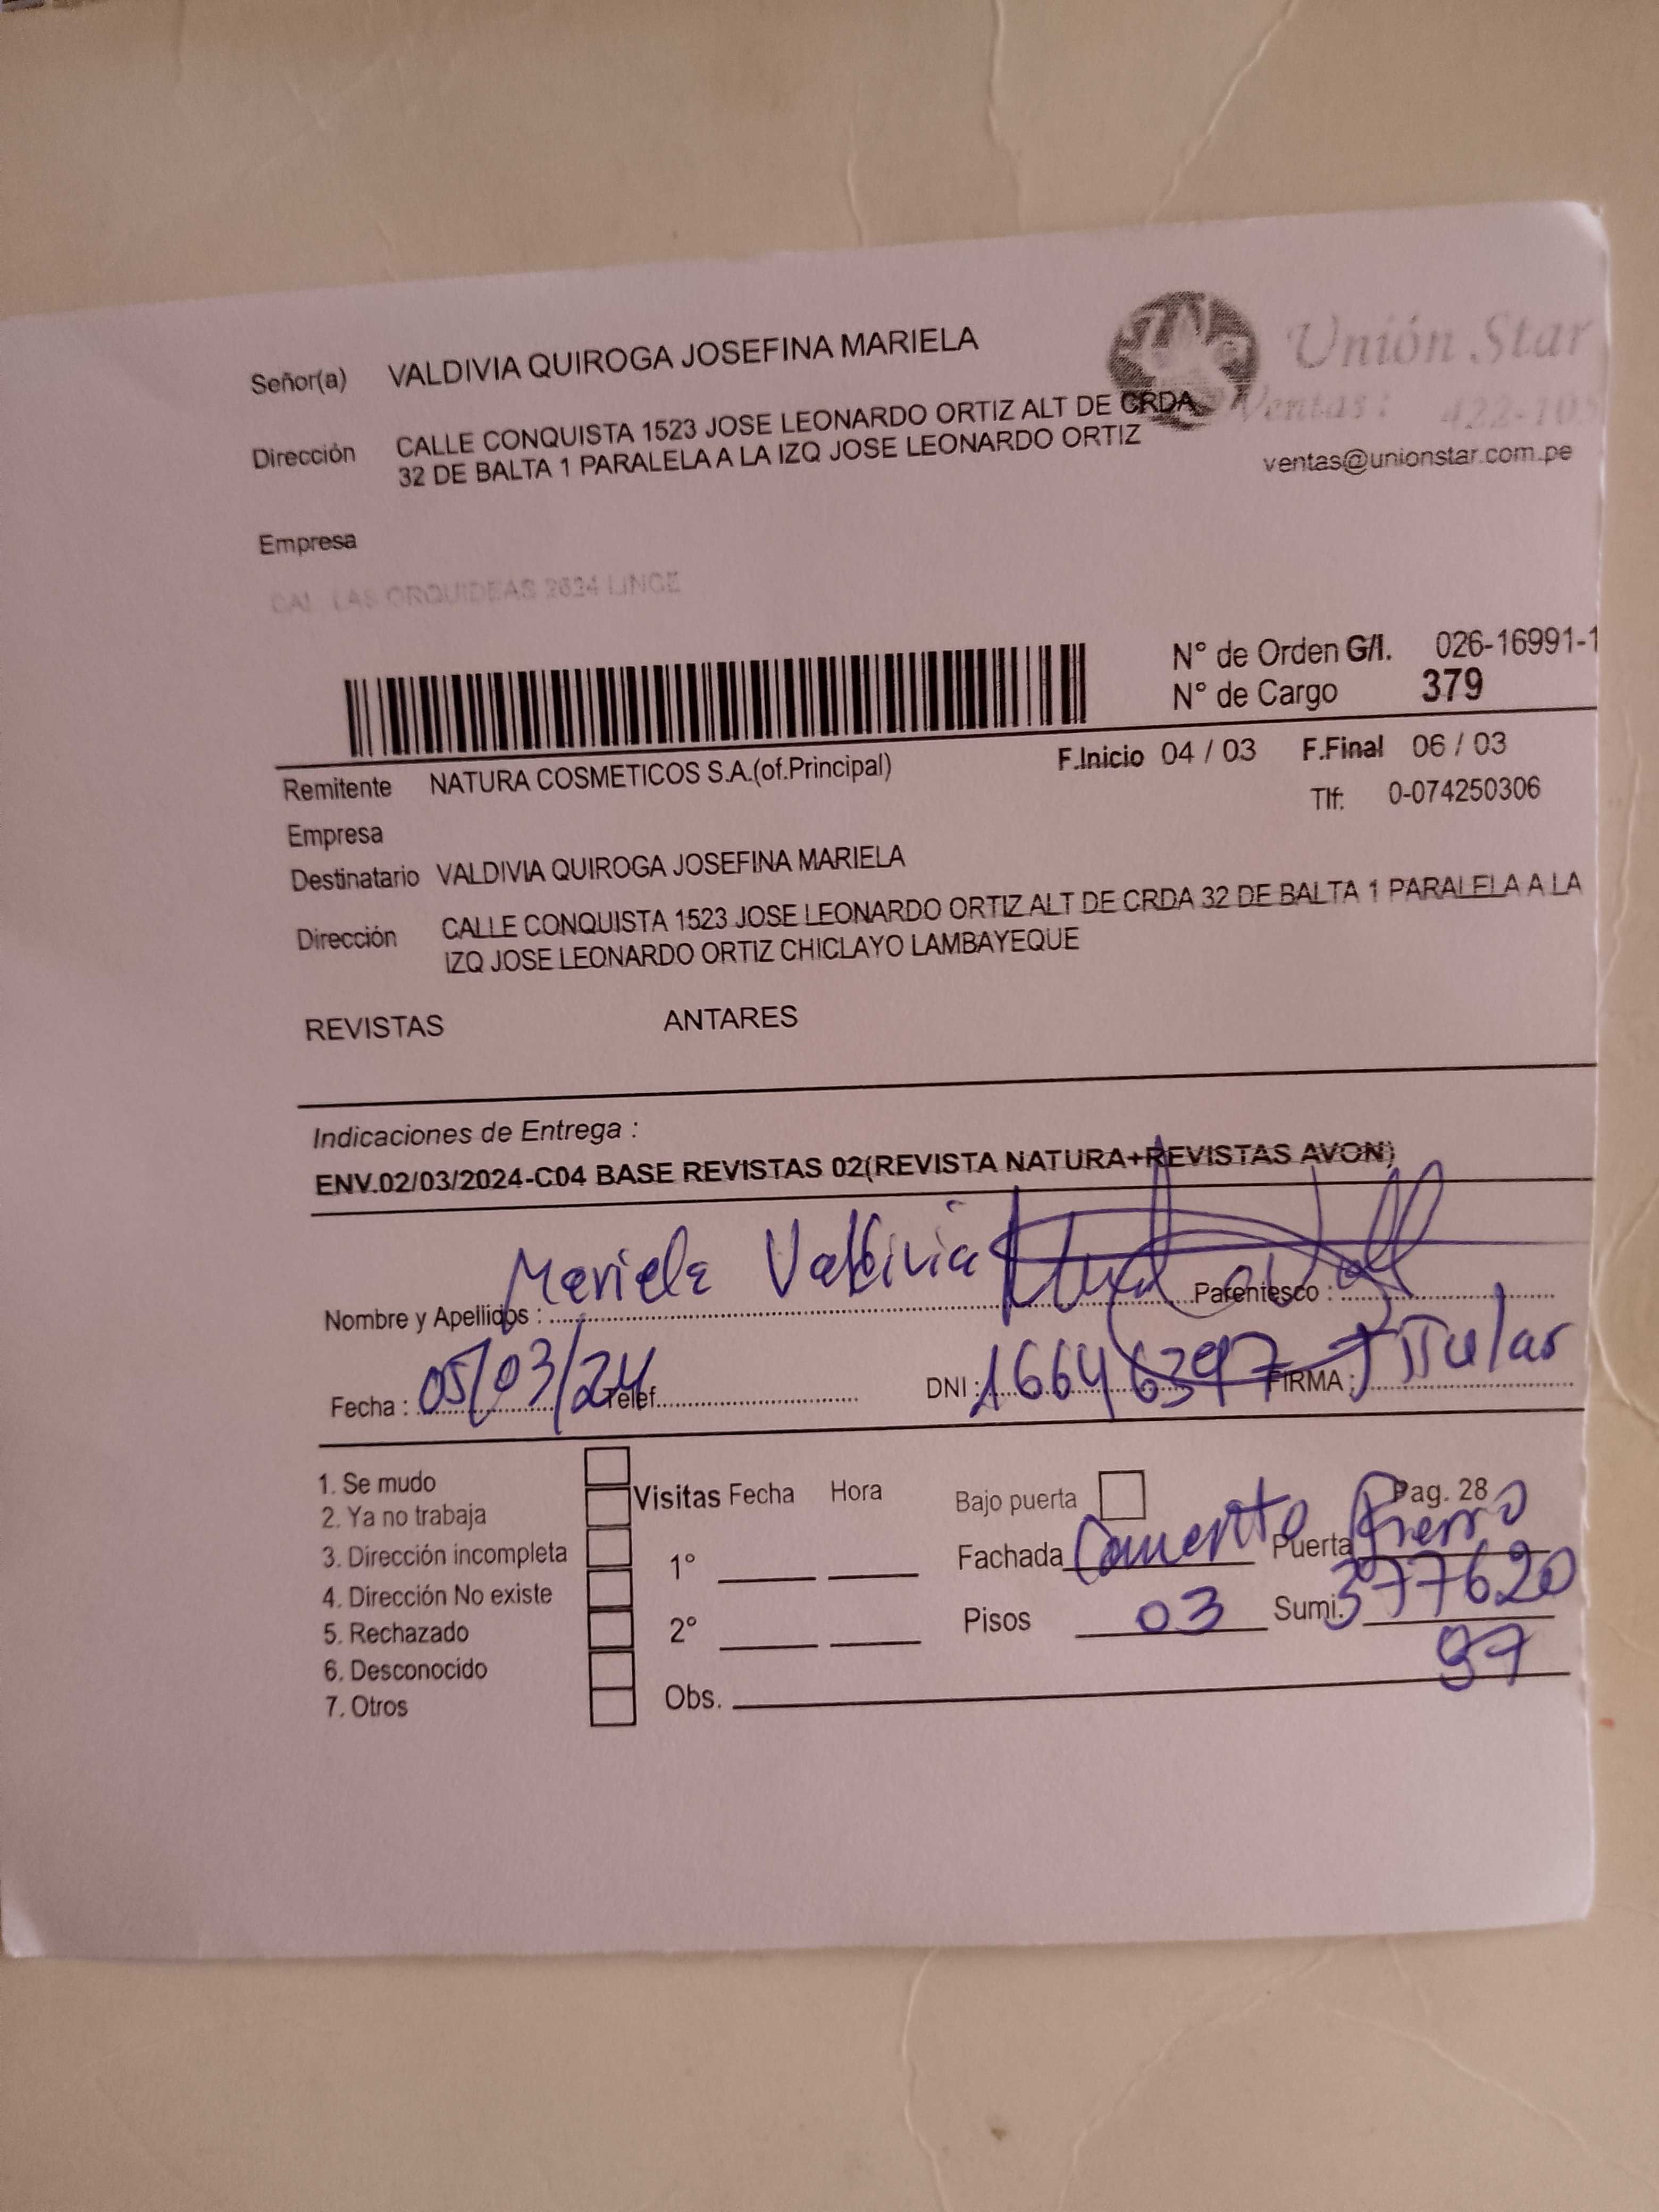 Señor(a) VALDIVIA QUIROGA JOSEFINA MARIELA
Unión Star
Dirección CALLE CONQUISTA 1523 JOSE LEONARDO ORTIZ ALT DE CRDA
32 DE BALTA 1 PARALELA A LA IZQ JOSE LEONARDO ORTIZ
Ventas: 422-105
ventas@unionstar.com.pe
Empresa
CAL LAS ORQUIDEAS 2634 LINCE
N° de Orden G/I. 026-16991-1
N° de Cargo 379
Remitente NATURA COSMETICOS S.A.(of.Principal) F.Inicio 04 / 03 F.Final 06 / 03
Tlf: 0-074250306
Empresa
Destinatario VALDIVIA QUIROGA JOSEFINA MARIELA
Dirección CALLE CONQUISTA 1523 JOSE LEONARDO ORTIZ ALT DE CRDA 32 DE BALTA 1 PARALELA A LA
IZQ JOSE LEONARDO ORTIZ CHICLAYO LAMBAYEQUE
REVISTAS ANTARES
Indicaciones de Entrega :
ENV.02/03/2024-C04 BASE REVISTAS 02(REVISTA NATURA+REVISTAS AVON)
Nombre y Apellidos : Mariela Valdivia Parentesco :
Fecha : 05/03/24 Telef. DNI : 16646397 FIRMA : Titular
1. Se mudo
2. Ya no trabaja
3. Dirección incompleta
4. Dirección No existe
5. Rechazado
6. Desconocido
7. Otros
Visitas Fecha Hora
1°
2°
Obs.
Bajo puerta Pag. 28
Fachada Cemento Puerta Fierro
Pisos 03 Sumi. 377620
97